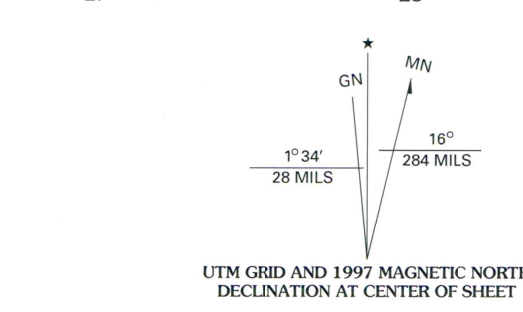 MN
GN
16°
284 MILS
1°34'
28 MILS
UTM GRID AND 1997 MAGNETIC
DECLINATION AT CENTER OF SHEET